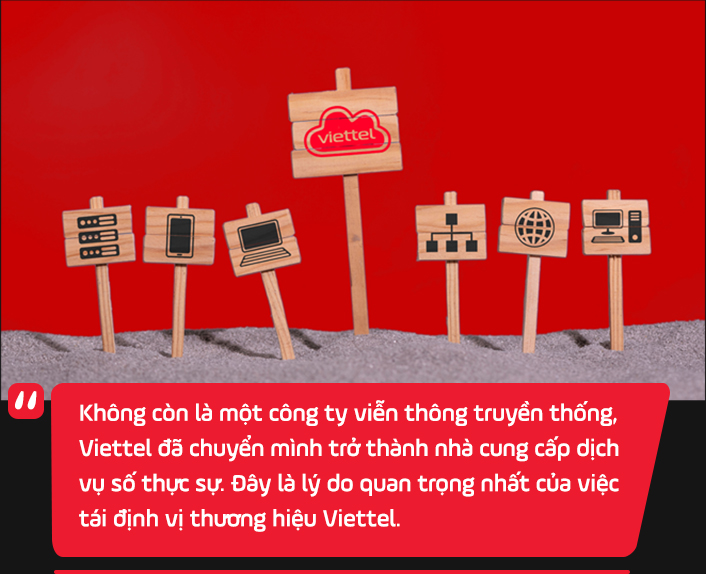 viettel
Không còn là một công ty viễn thông truyền thống,
Viettel đã chuyển mình trở thành nhà cung cấp dịch
vụ số thực sự. Đây là lý do quan trọng nhất của việc
tái định vị thương hiệu Viettel.